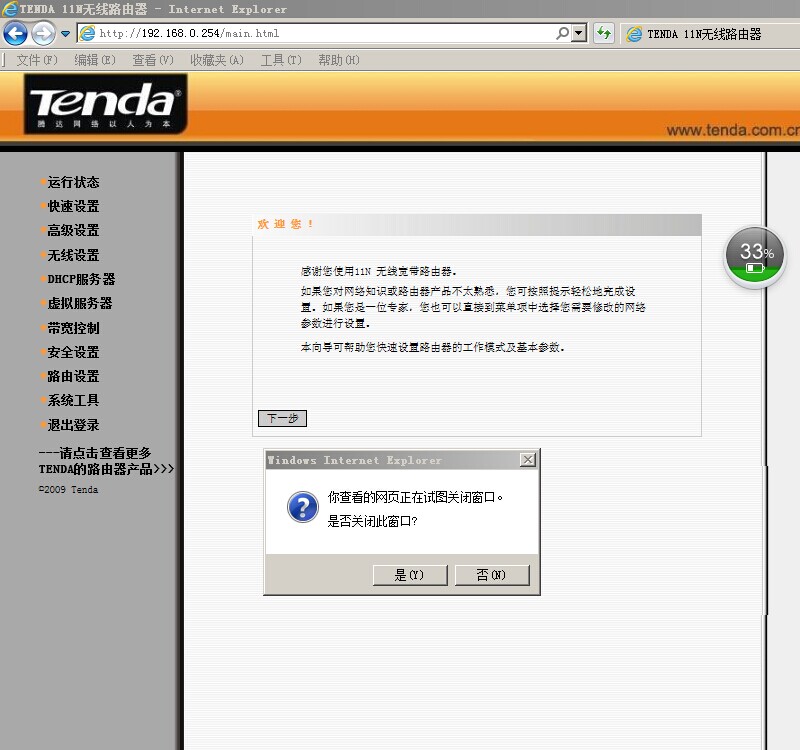 TENDA 11N无线路由器 - Internet Explorer
http://192.168.0.254/main.html
TENDA 11N无线路由器
文件(F) 编辑(E) 查看(V) 收藏夹(A) 工具(T) 帮助(H)
Tenda®
腾达网络以人为本
www.tenda.com.cn
运行状态
快速设置
高级设置
无线设置
DHCP服务器
虚拟服务器
带宽控制
安全设置
路由设置
系统工具
退出登录
---请点击查看更多
TENDA的路由器产品>>>
©2009 Tenda
欢迎您！
感谢您使用11N 无线宽带路由器。
如果您对网络知识或路由器产品不太熟悉，您可按照提示轻松地完成设
置。如果您是一位专家，您也可以直接到菜单项中选择您需要修改的网络
参数进行设置。
本向导可帮助您快速设置路由器的工作模式及基本参数。
下一步
33%
Windows Internet Explorer
你查看的网页正在试图关闭窗口。
是否关闭此窗口?
是(Y)
否(N)